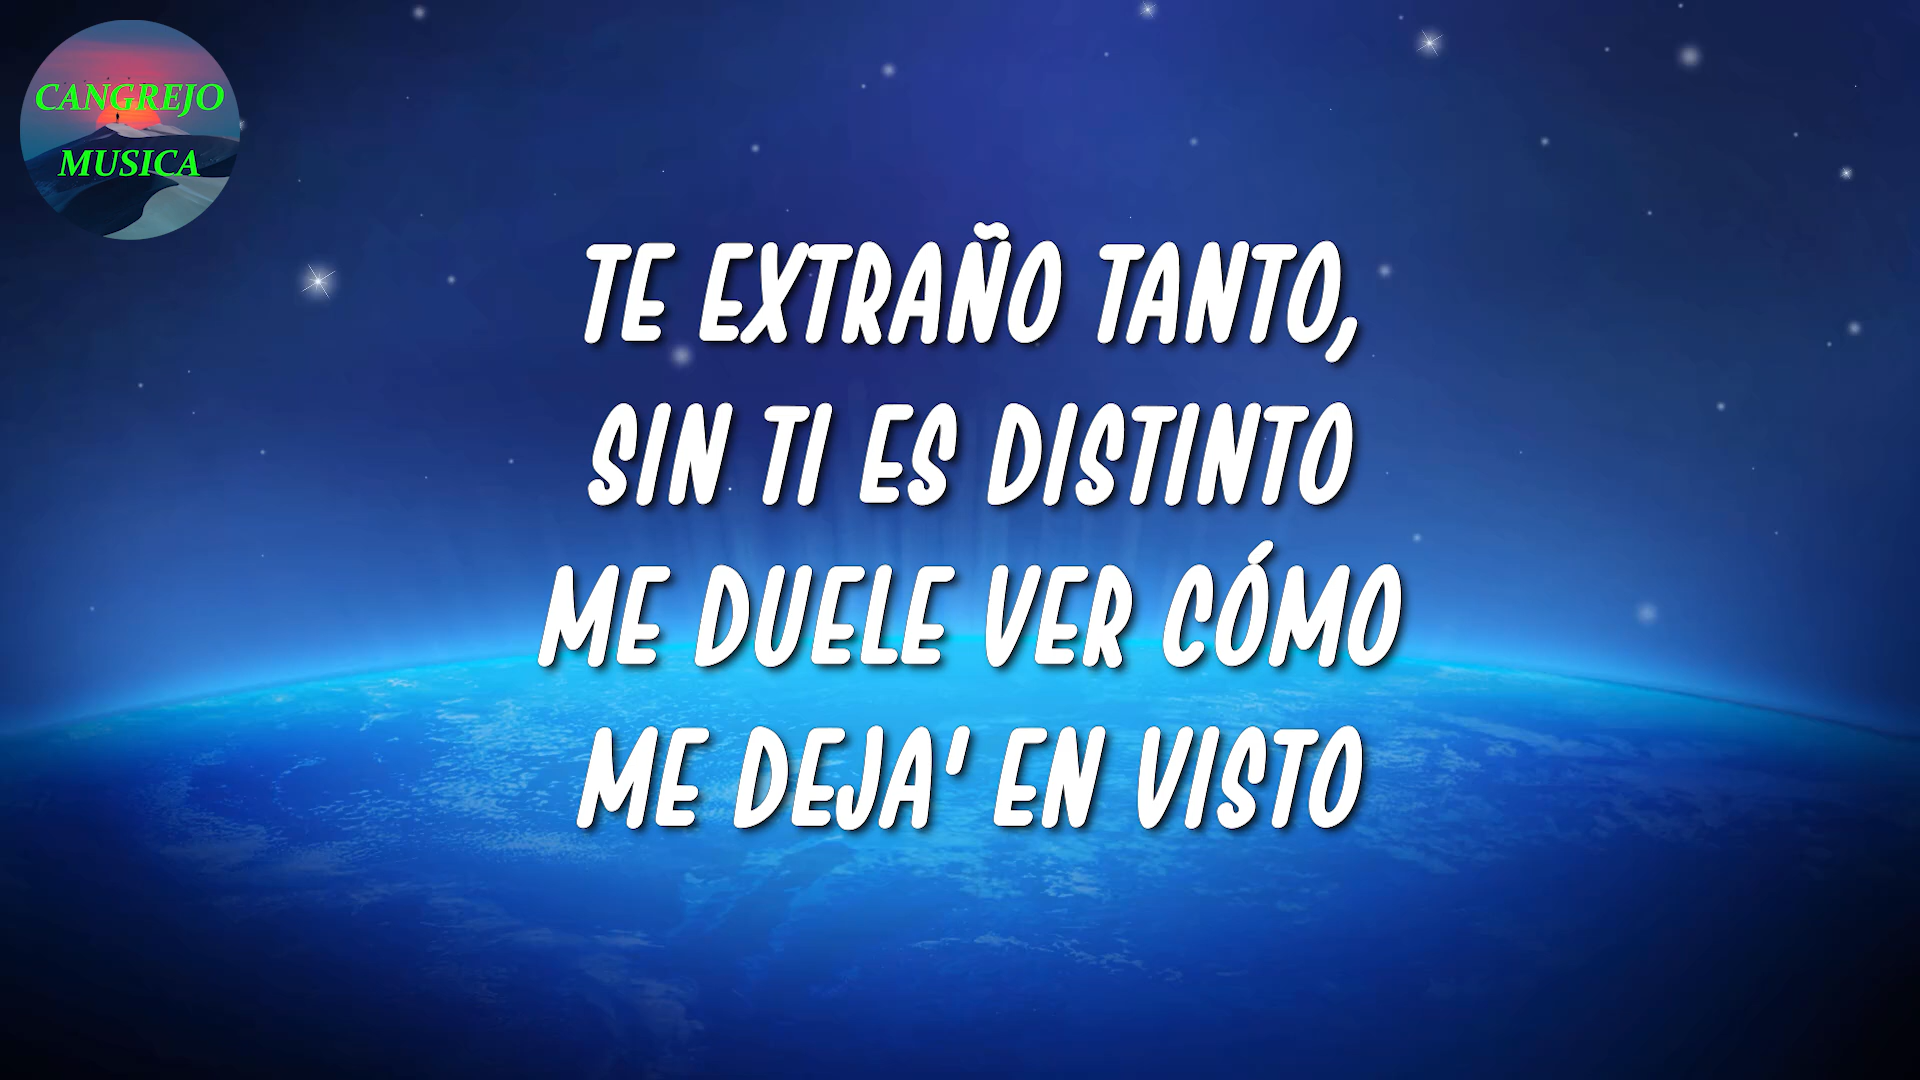 CANGREJO
MUSICA
TE EXTRAÑO TANTO,
SIN TI ES DISTINTO
ME DUELE VER CÓMO
ME DEJA' EN VISTO